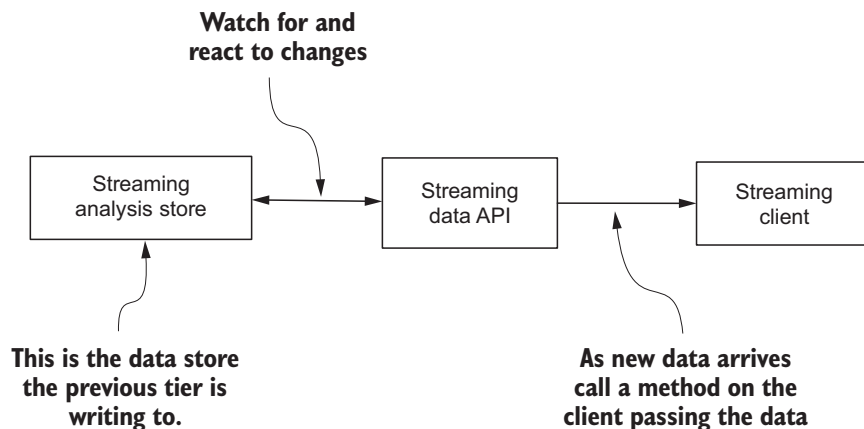 Watch for and
react to changes
Streaming
analysis store
Streaming
data API
Streaming
client
This is the data store
the previous tier is
writing to.
As new data arrives
call a method on the
client passing the data